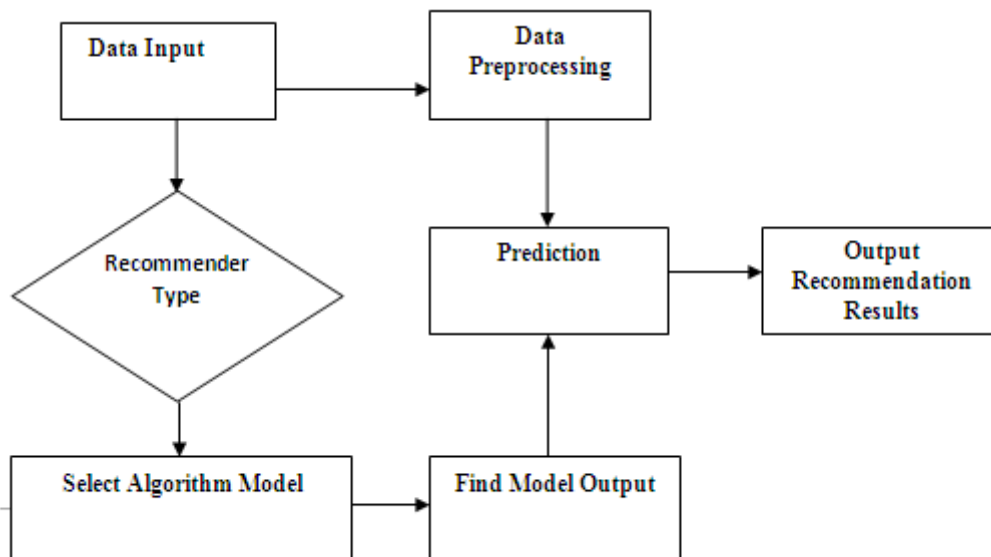 Data Input
Data
Preprocessing
Recommender
Type
Prediction
Output
Recommendation
Results
Select Algorithm Model
Find Model Output